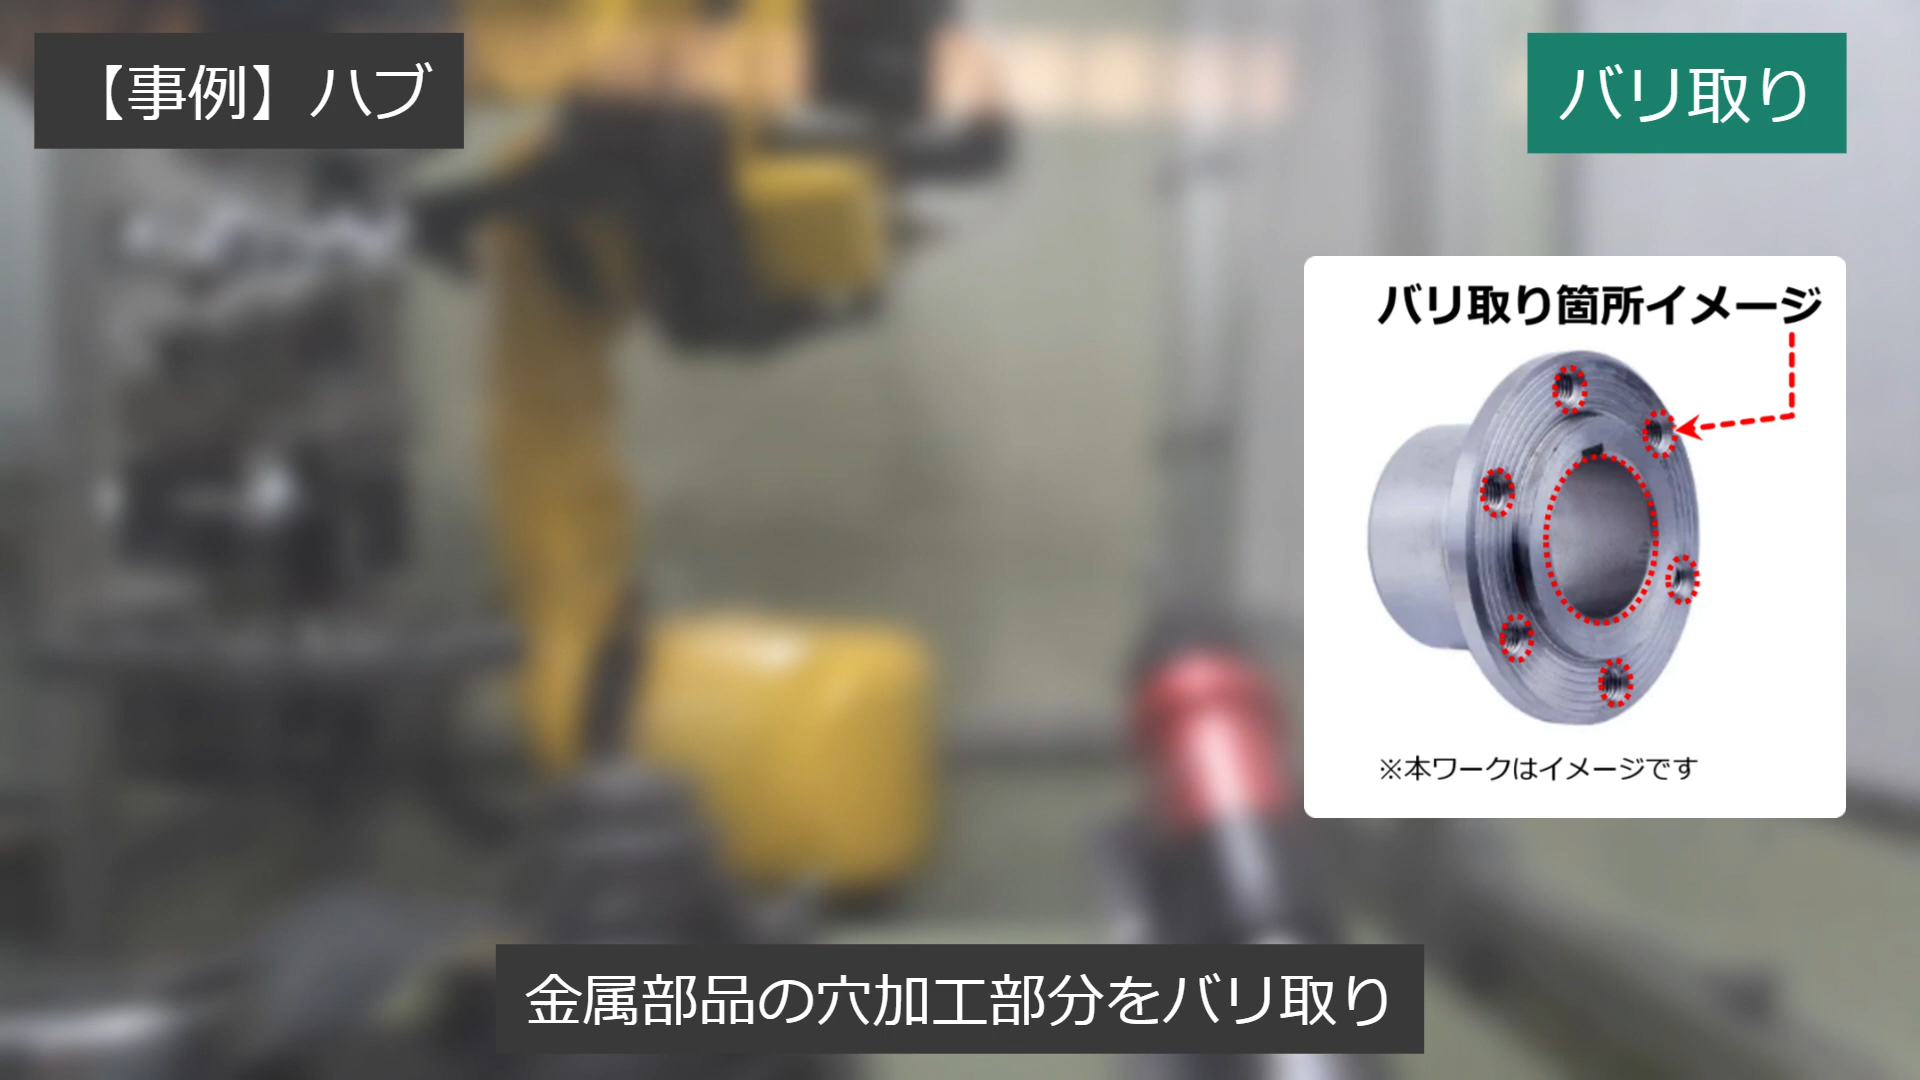 【事例】ハブ
バリ取り
バリ取り箇所イメージ
※本ワークはイメージです
金属部品の穴加工部分をバリ取り